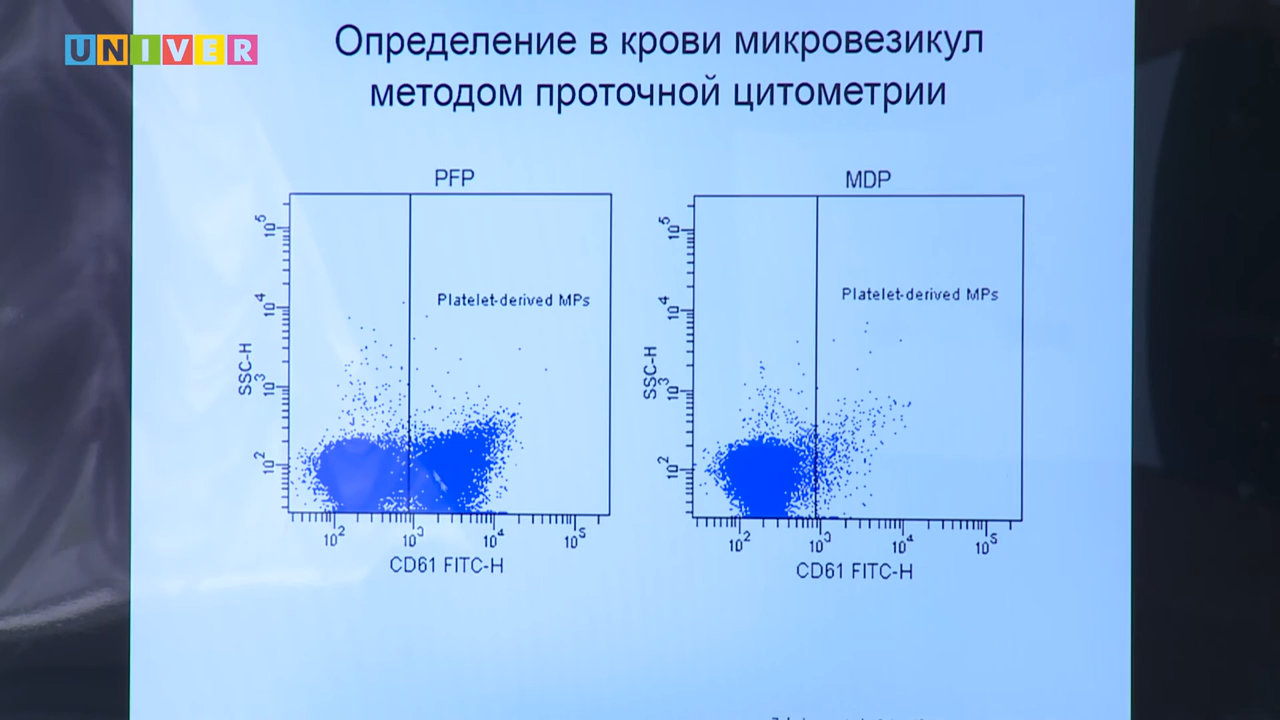 UNIVER
Определение в крови микровезикул
методом проточной цитометрии
PFP
MDP
Platelet-derived MPs
Platelet-derived MPs
SSC-H
10^5
10^4
10^3
10^2
SSC-H
10^5
10^4
10^3
10^2
10^2 10^3 10^4 10^5
10^2 10^3 10^4 10^5
CD61 FITC-H
CD61 FITC-H